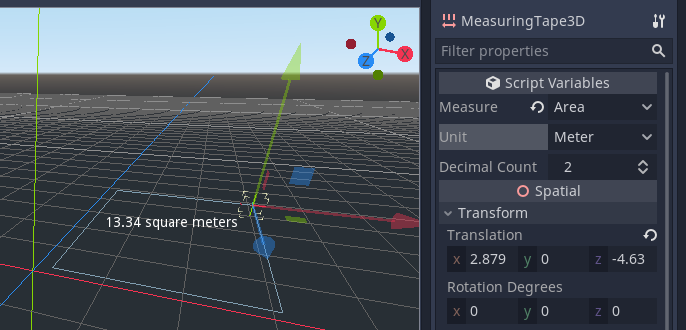 Y
X
Z
13.34 square meters
MeasuringTape3D
Filter properties
Script Variables
Measure Area
Unit Meter
Decimal Count 2
Spatial
Transform
Translation
x 2.879 y 0 z -4.63
Rotation Degrees
x 0 y 0 z 0